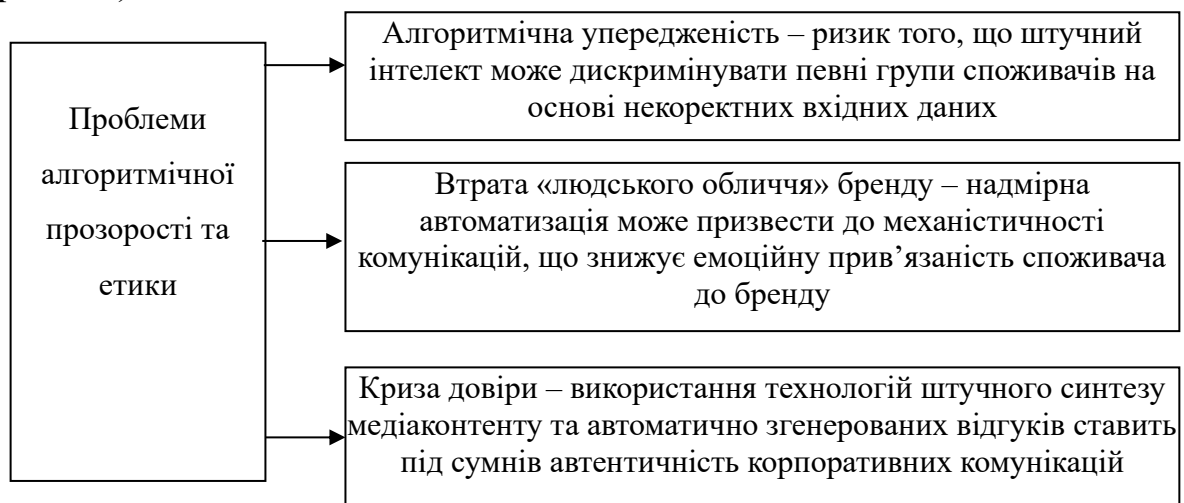 Проблеми
алгоритмічної
прозорості та
етики
Алгоритмічна упередженість – ризик того, що штучний
інтелект може дискримінувати певні групи споживачів на
основі некоректних вхідних даних
Втрата «людського обличчя» бренду – надмірна
автоматизація може призвести до механістичності
комунікацій, що знижує емоційну прив’язаність споживача
до бренду
Криза довіри – використання технологій штучного синтезу
медіаконтенту та автоматично згенерованих відгуків ставить
під сумнів автентичність корпоративних комунікацій